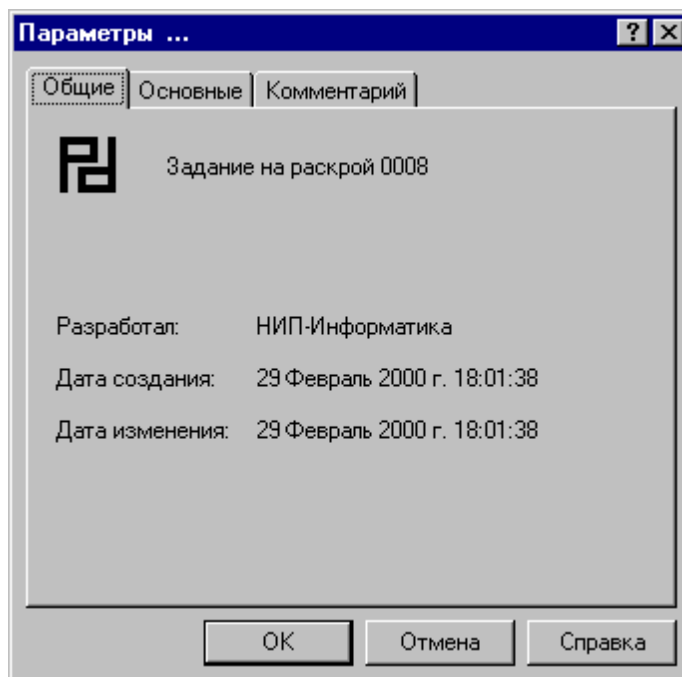 Параметры ...
Общие Основные Комментарий
Задание на раскрой 0008
Разработал: НИП-Информатика
Дата создания: 29 Февраль 2000 г. 18:01:38
Дата изменения: 29 Февраль 2000 г. 18:01:38
OK Отмена Справка